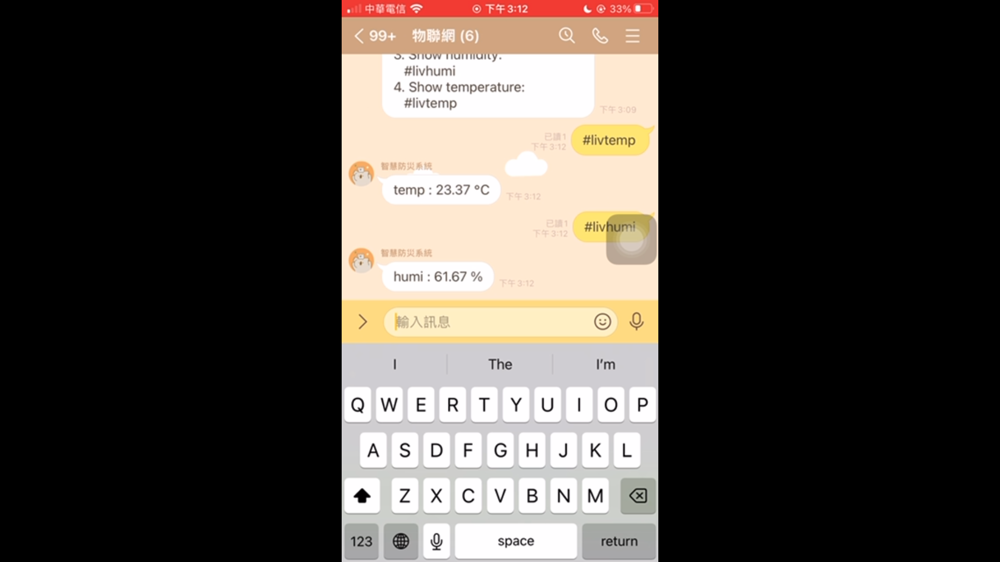 中華電信
下午3:12
33%
99+
物聯網 (6)
3. Show humidity:
#livhumi
4. Show temperature:
#livtemp
下午3:09
已讀1
下午3:12
#livtemp
智慧防災系統
temp : 23.37 °C
下午3:12
已讀1
下午3:12
#livhumi
智慧防災系統
humi : 61.67 %
下午3:12
輸入訊息
I The I'm
Q W E R T Y U I O P
A S D F G H J K L
Z X C V B N M
123 space return